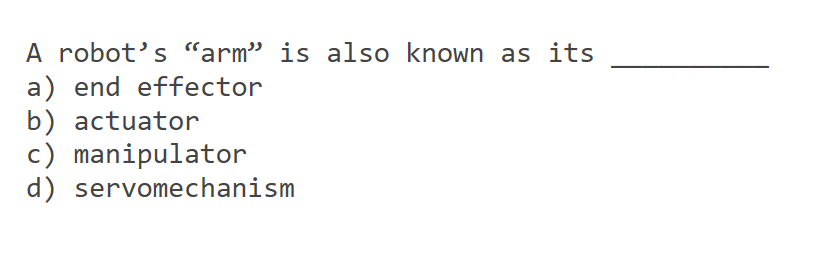 A robot’s “arm” is also known as its __________
a) end effector
b) actuator
c) manipulator
d) servomechanism